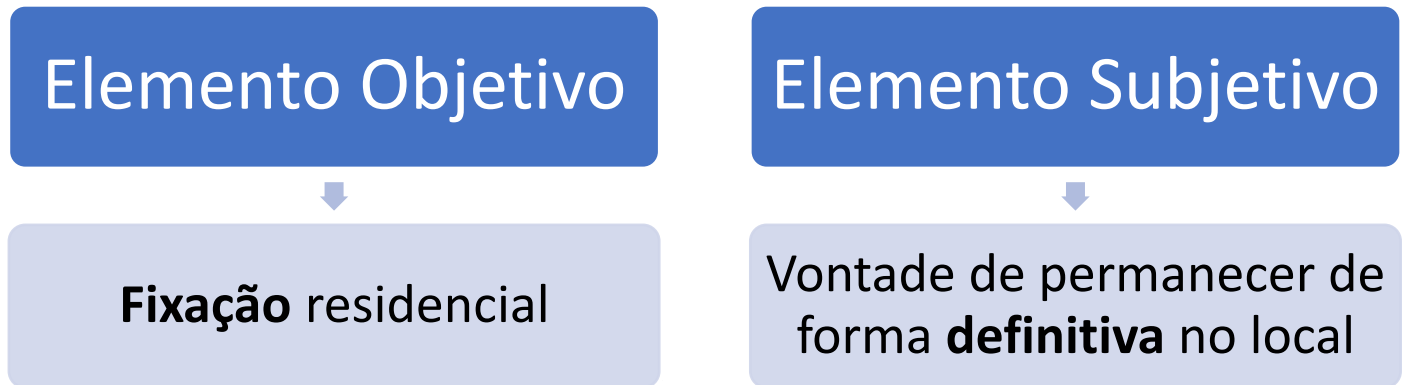 Elemento Objetivo
Fixação residencial
Elemento Subjetivo
Vontade de permanecer de
forma definitiva no local